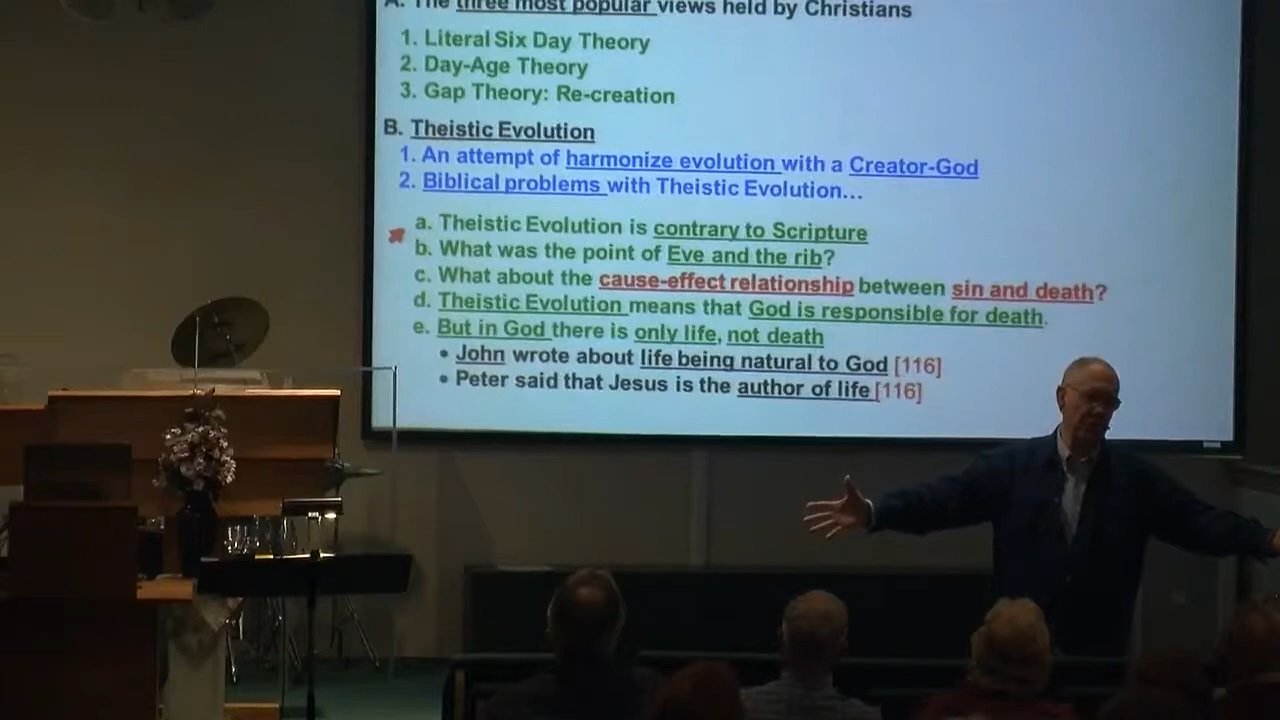 A. The three most popular views held by Christians
1. Literal Six Day Theory
2. Day-Age Theory
3. Gap Theory: Re-creation
B. Theistic Evolution
1. An attempt of harmonize evolution with a Creator-God
2. Biblical problems with Theistic Evolution...
a. Theistic Evolution is contrary to Scripture
b. What was the point of Eve and the rib?
c. What about the cause-effect relationship between sin and death?
d. Theistic Evolution means that God is responsible for death.
e. But in God there is only life, not death
• John wrote about life being natural to God [116]
• Peter said that Jesus is the author of life [116]